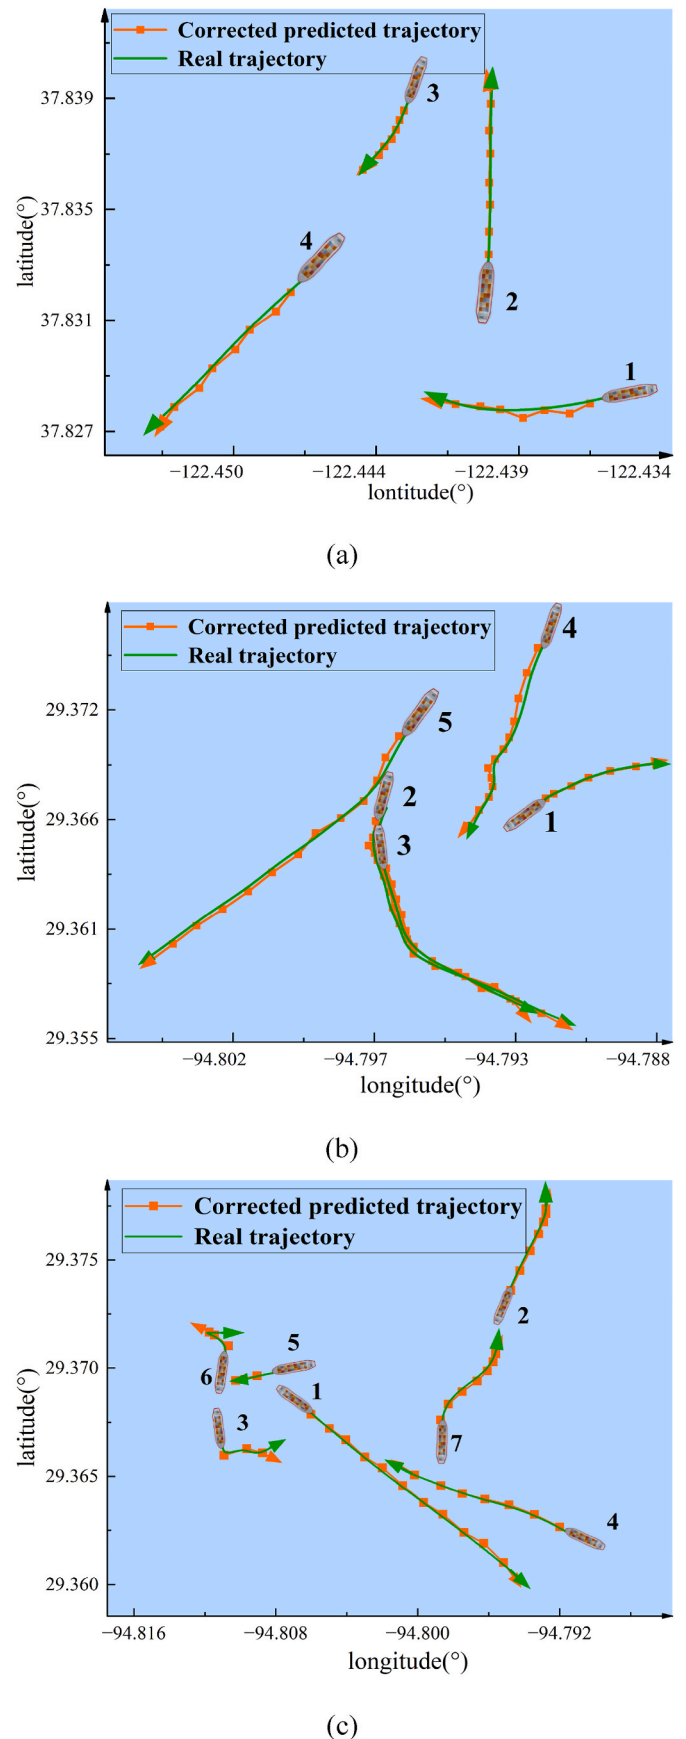 Corrected predicted trajectory
Real trajectory
37.839
37.835
37.831
37.827
latitude(°)
3
4
2
1
−122.450
−122.444
−122.439
−122.434
lontitude(°)
(a)
Corrected predicted trajectory
Real trajectory
29.372
29.366
29.361
29.355
latitude(°)
4
5
2
1
3
−94.802
−94.797
−94.793
−94.788
longitude(°)
(b)
Corrected predicted trajectory
Real trajectory
29.375
29.370
29.365
29.360
latitude(°)
2
5
6
1
3
7
4
−94.816
−94.808
−94.800
−94.792
longitude(°)
(c)